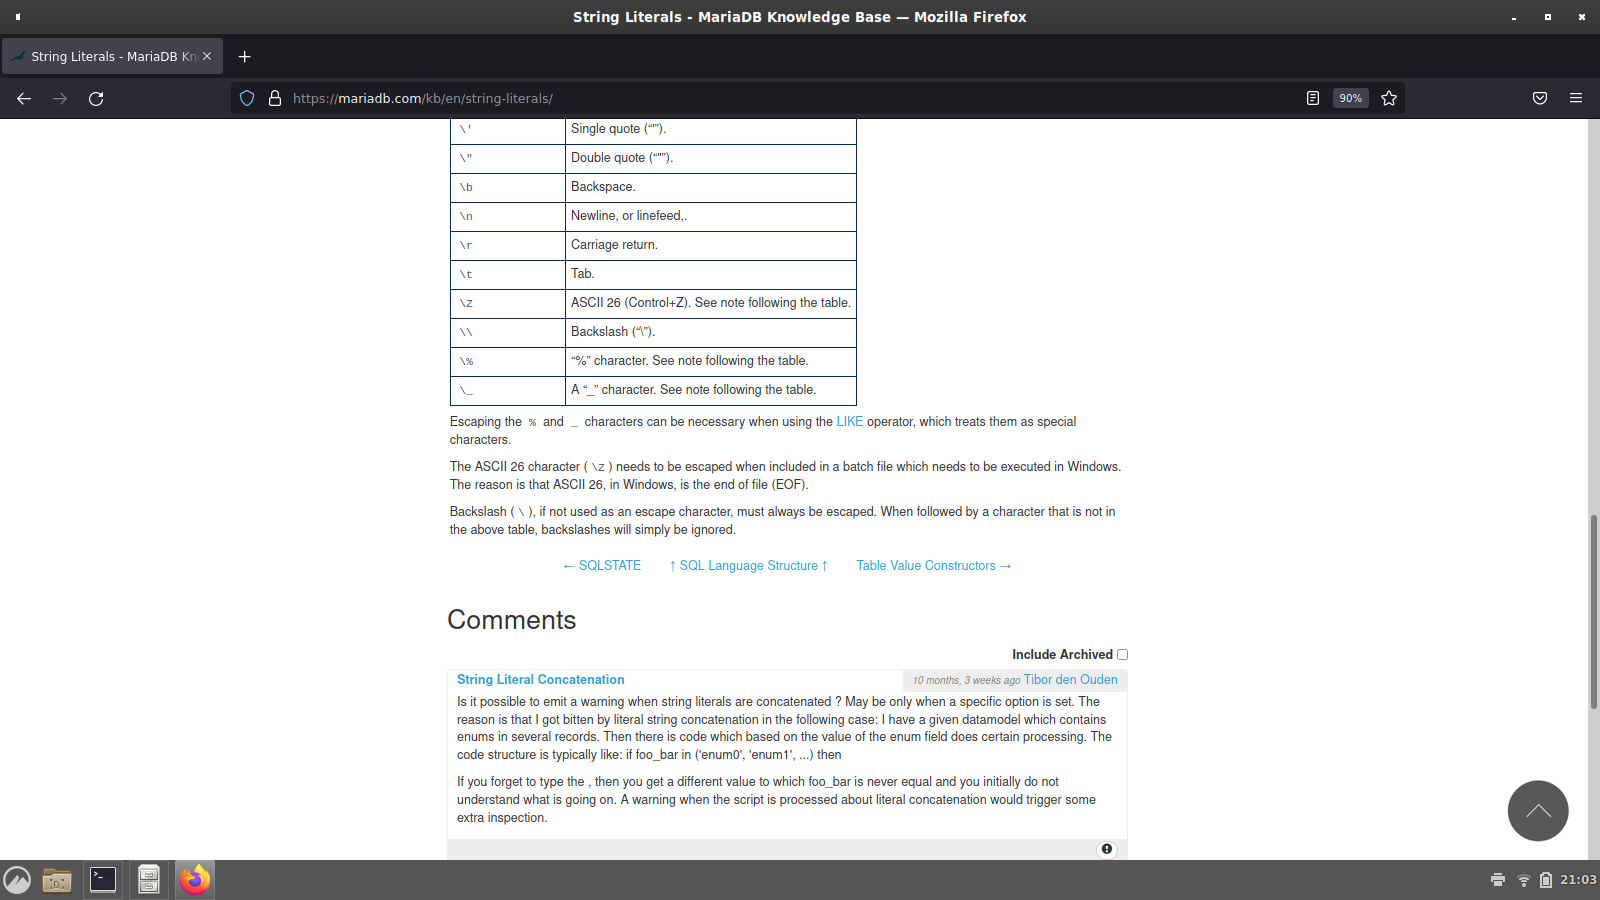 String Literals - MariaDB Knowledge Base — Mozilla Firefox
String Literals - MariaDB Kn
https://mariadb.com/kb/en/string-literals/
90%
\' Single quote (“'”).
\" Double quote (“"”).
\b Backspace.
\n Newline, or linefeed,.
\r Carriage return.
\t Tab.
\Z ASCII 26 (Control+Z). See note following the table.
\\ Backslash (“\”).
\% “%” character. See note following the table.
\_ A “_” character. See note following the table.
Escaping the % and _ characters can be necessary when using the LIKE operator, which treats them as special
characters.
The ASCII 26 character ( \Z ) needs to be escaped when included in a batch file which needs to be executed in Windows.
The reason is that ASCII 26, in Windows, is the end of file (EOF).
Backslash ( \ ), if not used as an escape character, must always be escaped. When followed by a character that is not in
the above table, backslashes will simply be ignored.
← SQLSTATE ↑ SQL Language Structure ↑ Table Value Constructors →
Comments
Include Archived
String Literal Concatenation
10 months, 3 weeks ago Tibor den Ouden
Is it possible to emit a warning when string literals are concatenated ? May be only when a specific option is set. The
reason is that I got bitten by literal string concatenation in the following case: I have a given datamodel which contains
enums in several records. Then there is code which based on the value of the enum field does certain processing. The
code structure is typically like: if foo_bar in ('enum0', 'enum1', ...) then
If you forget to type the , then you get a different value to which foo_bar is never equal and you initially do not
understand what is going on. A warning when the script is processed about literal concatenation would trigger some
extra inspection.
21:03